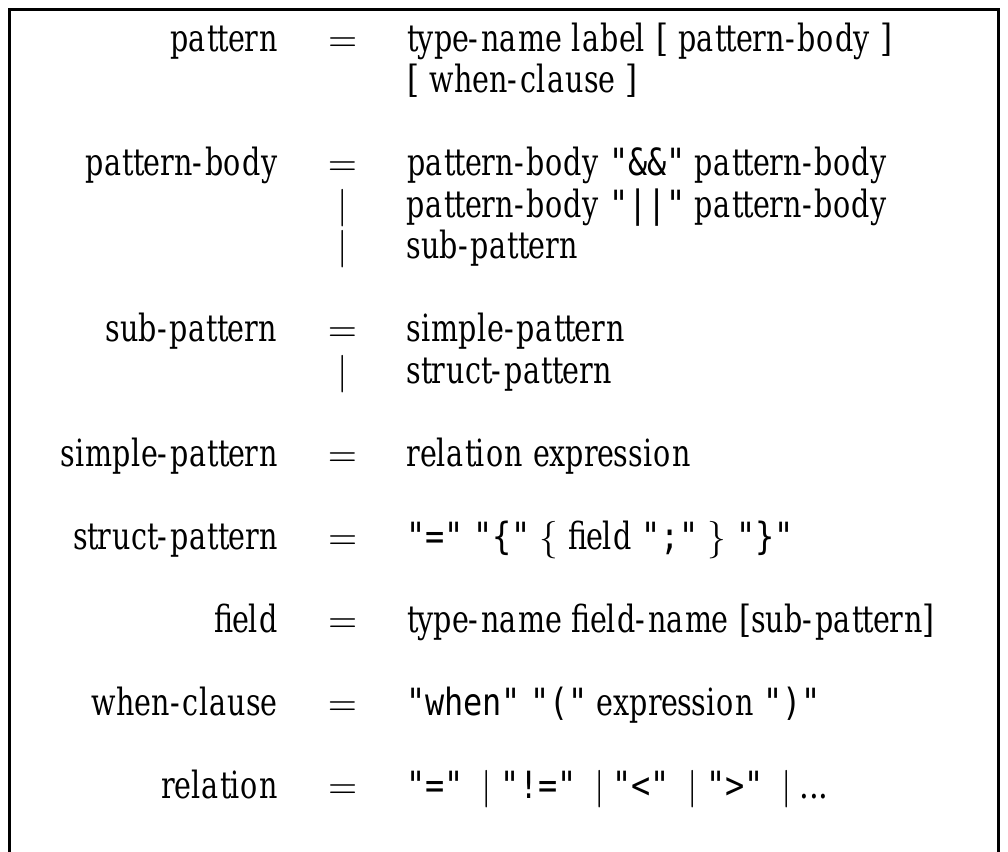 pattern = type-name label [ pattern-body ]
[ when-clause ]
pattern-body = pattern-body "&&" pattern-body
| pattern-body "||" pattern-body
| sub-pattern
sub-pattern = simple-pattern
| struct-pattern
simple-pattern = relation expression
struct-pattern = "=" "{" { field ";" } "}"
field = type-name field-name [sub-pattern]
when-clause = "when" "(" expression ")"
relation = "=" | "!=" | "<" | ">" | ...